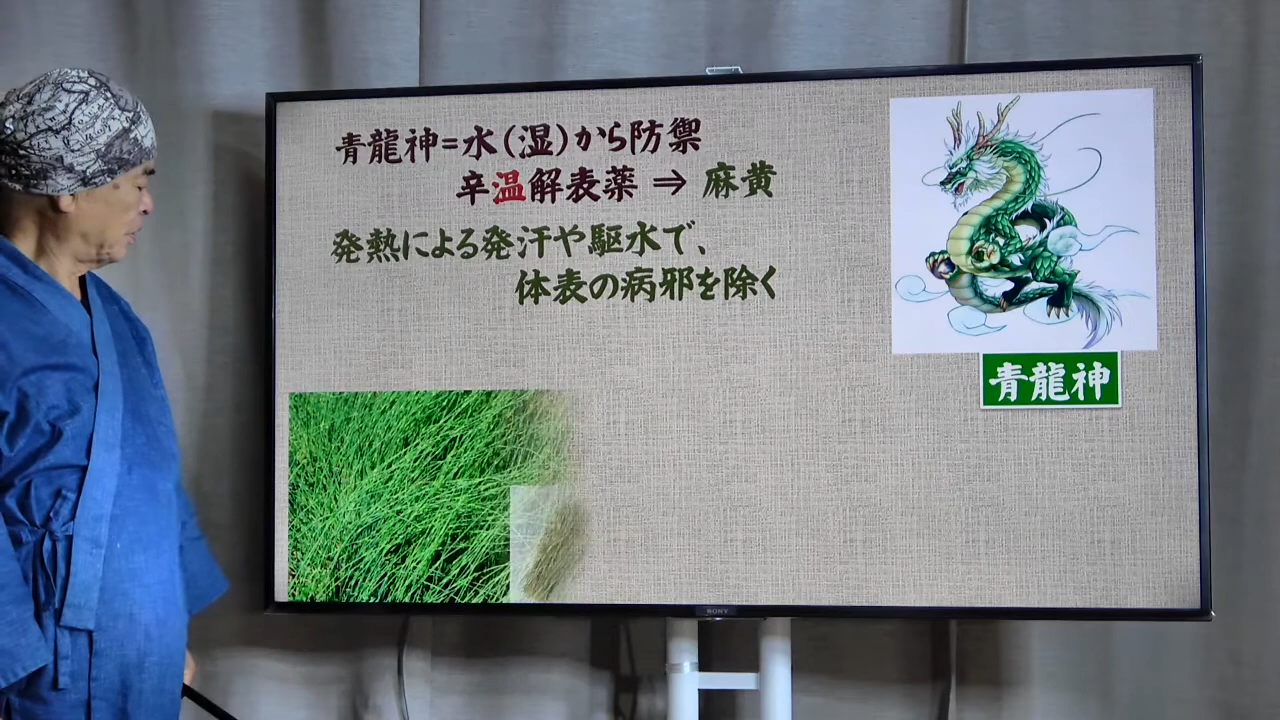 青龍神=水(湿)から防禦
辛温解表薬 ⇒ 麻黄
発熱による発汗や駆水で、
体表の病邪を除く
青龍神
SONY